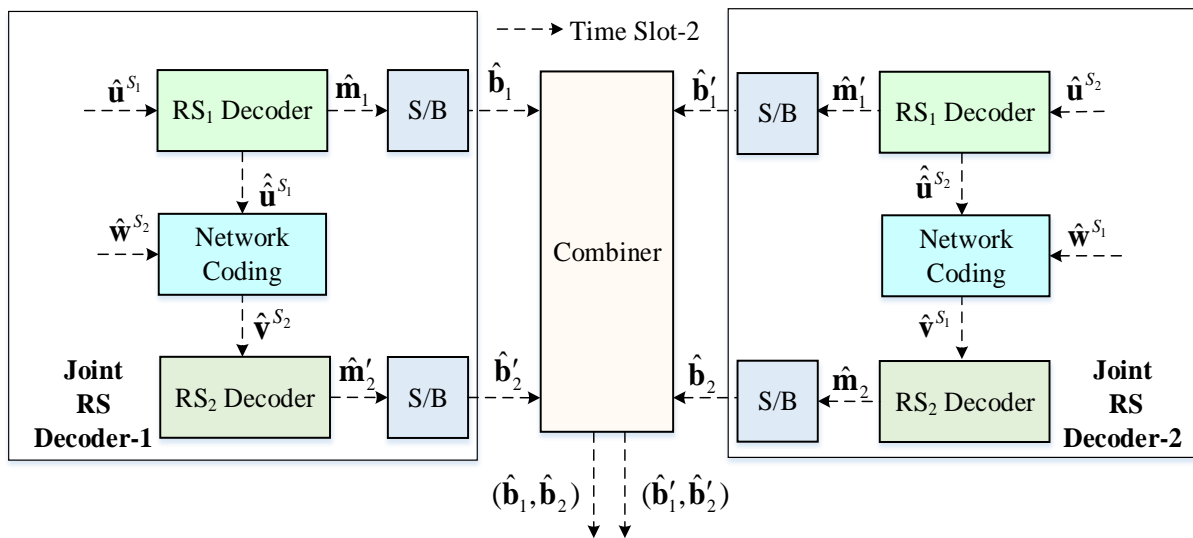 Time Slot-2
û^{S_1}
RS₁ Decoder
m̂₁
S/B
b̂₁
Combiner
b̂′₁
S/B
m̂′₁
RS₁ Decoder
û^{S_2}
û̂^{S_1}
û̂^{S_2}
ŵ^{S_2}
Network
Coding
Network
Coding
ŵ^{S_1}
v̂^{S_2}
v̂^{S_1}
Joint
RS
Decoder-1
RS₂ Decoder
m̂′₂
S/B
b̂′₂
b̂₂
S/B
m̂₂
RS₂ Decoder
Joint
RS
Decoder-2
(b̂₁, b̂₂)
(b̂′₁, b̂′₂)